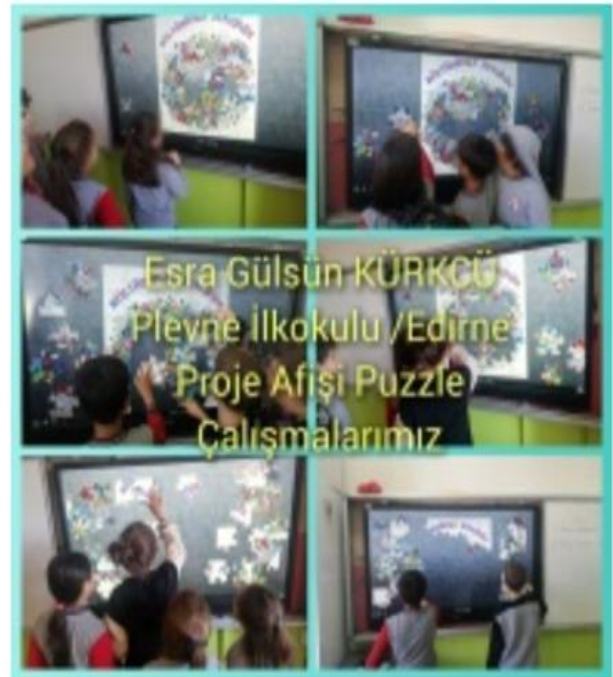 Esra Gülsün KÜRKCÜ
Plevne İlkokulu /Edirne
Proje Afişi Puzzle
Çalışmalarımız